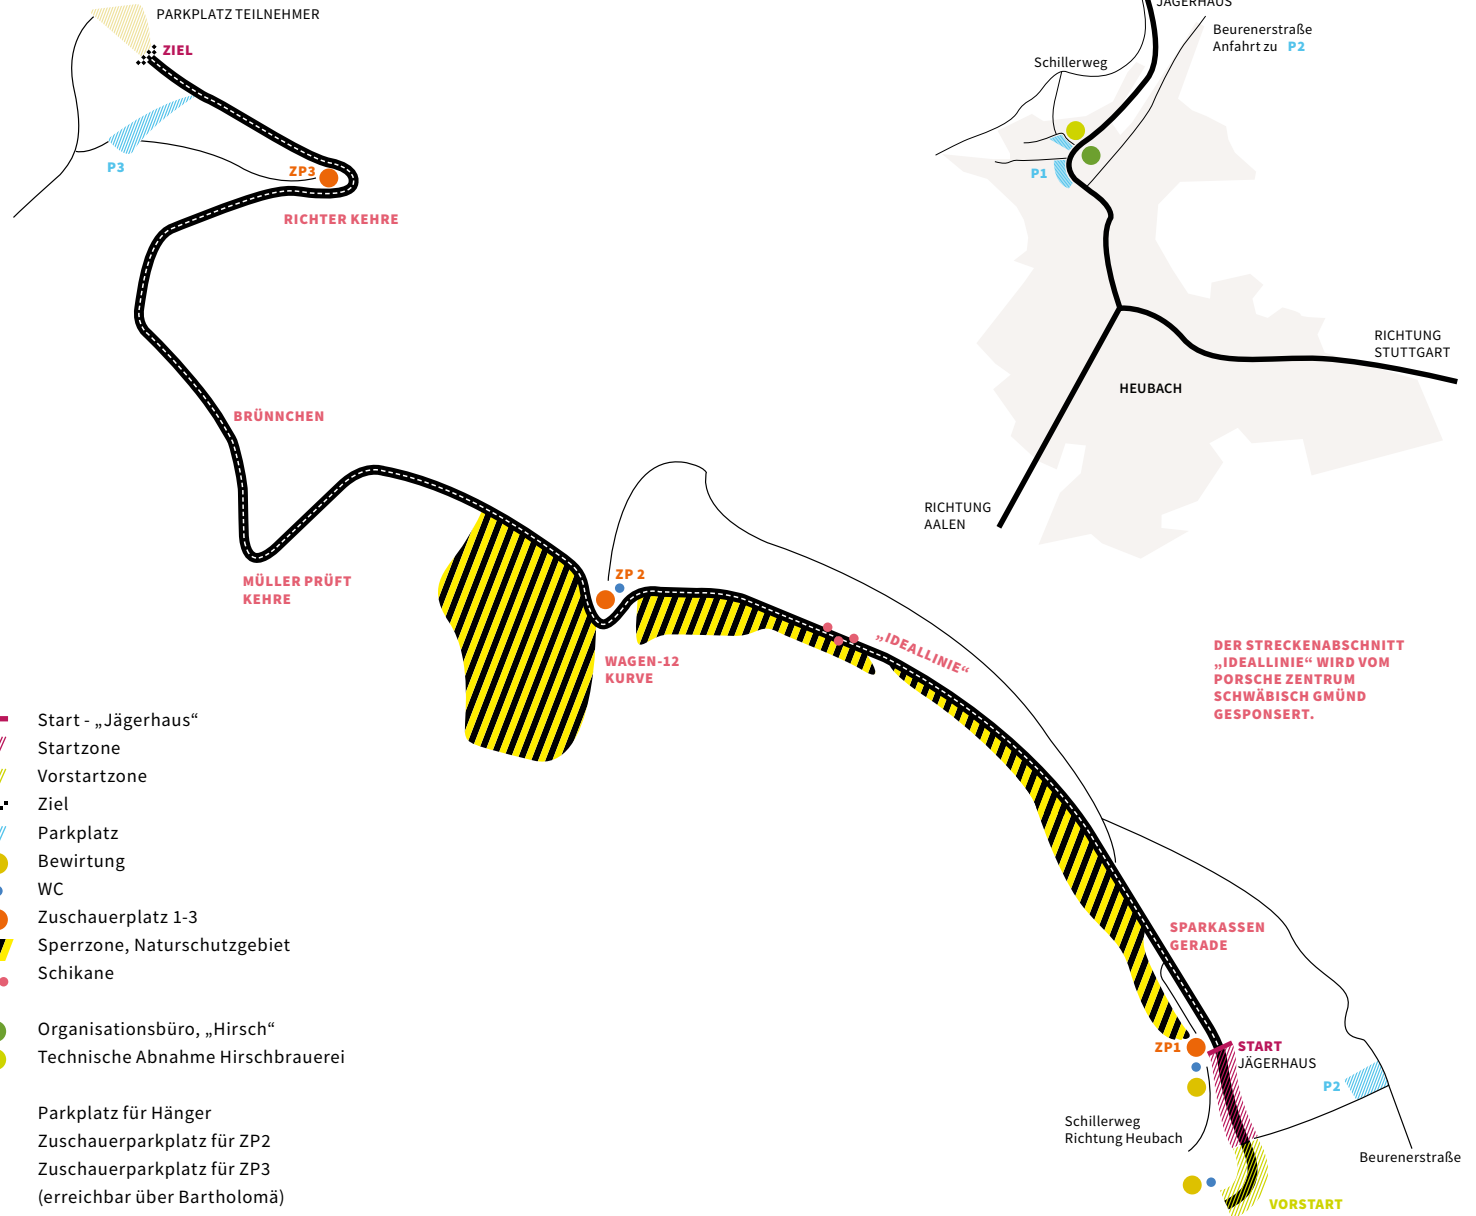 PARKPLATZ TEILNEHMER
ZIEL
P3
ZP3
RICHTER KEHRE
BRÜNNCHEN
MÜLLER PRÜFT
KEHRE
ZP 2
WAGEN-12
KURVE
„IDEALLINIE“
SPARKASSEN
GERADE
ZP1
START
JÄGERHAUS
P2
Schillerweg
Richtung Heubach
Beurenerstraße
VORSTART
JÄGERHAUS
Beurenerstraße
Anfahrt zu P2
Schillerweg
P1
RICHTUNG
STUTTGART
HEUBACH
RICHTUNG
AALEN
DER STRECKENABSCHNITT
„IDEALLINIE“ WIRD VOM
PORSCHE ZENTRUM
SCHWÄBISCH GMÜND
GESPONSERT.
Start - „Jägerhaus“
Startzone
Vorstartzone
Ziel
Parkplatz
Bewirtung
WC
Zuschauerplatz 1-3
Sperrzone, Naturschutzgebiet
Schikane
Organisationsbüro, „Hirsch“
Technische Abnahme Hirschbrauerei
Parkplatz für Hänger
Zuschauerparkplatz für ZP2
Zuschauerparkplatz für ZP3
(erreichbar über Bartholomä)